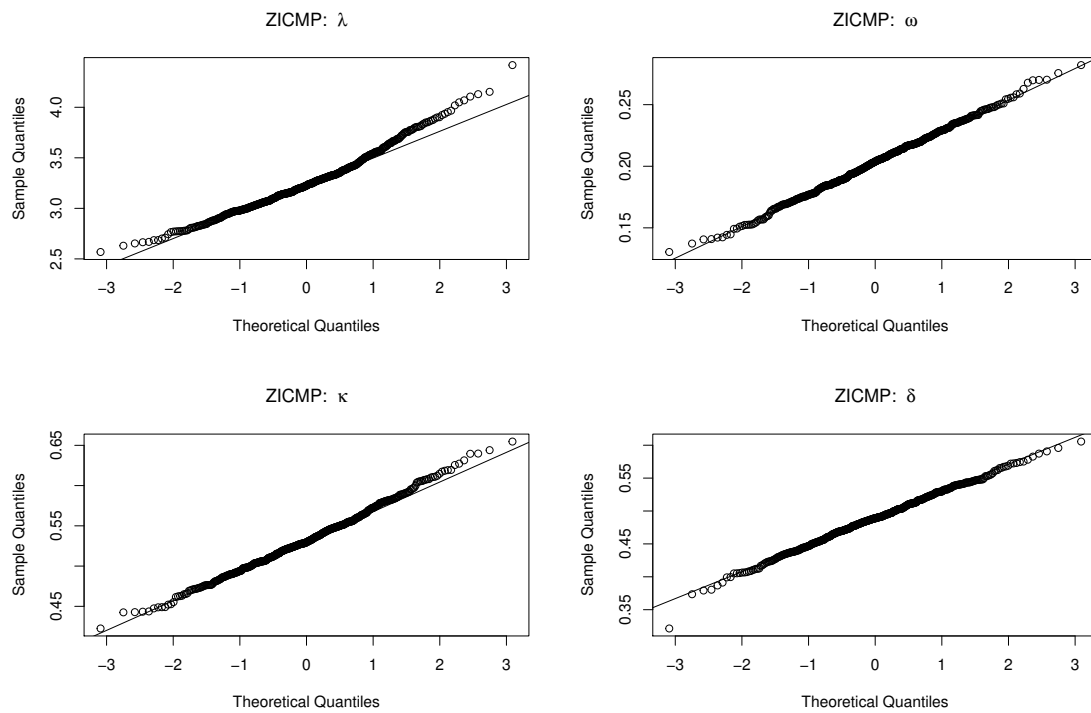 ZICMP: λ
Sample Quantiles
2.5 3.0 3.5 4.0
−3 −2 −1 0 1 2 3
Theoretical Quantiles
ZICMP: ω
Sample Quantiles
0.15 0.20 0.25
−3 −2 −1 0 1 2 3
Theoretical Quantiles
ZICMP: κ
Sample Quantiles
0.45 0.55 0.65
−3 −2 −1 0 1 2 3
Theoretical Quantiles
ZICMP: δ
Sample Quantiles
0.35 0.45 0.55
−3 −2 −1 0 1 2 3
Theoretical Quantiles